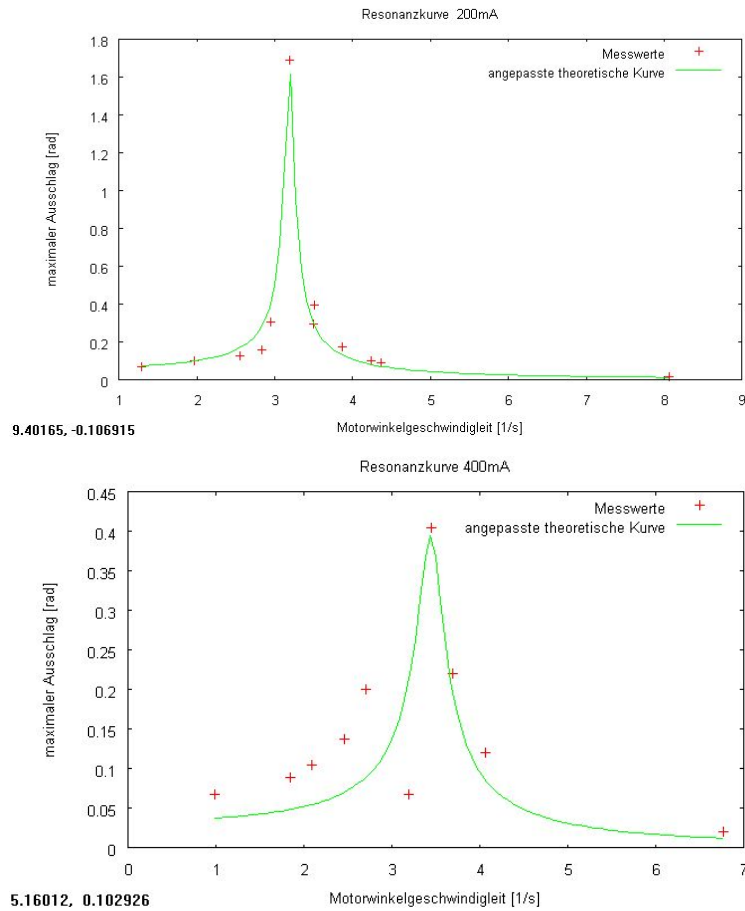 Resonanzkurve 200mA
1.8
1.6
1.4
1.2
1
0.8
0.6
0.4
0.2
0
maximaler Ausschlag [rad]
Messwerte
angepasste theoretische Kurve
1 2 3 4 5 6 7 8 9
9.40165, -0.106915
Motorwinkelgeschwindigleit [1/s]
Resonanzkurve 400mA
0.45
0.4
0.35
0.3
0.25
0.2
0.15
0.1
0.05
0
maximaler Ausschlag [rad]
Messwerte
angepasste theoretische Kurve
0 1 2 3 4 5 6 7
5.16012, 0.102926
Motorwinkelgeschwindigleit [1/s]